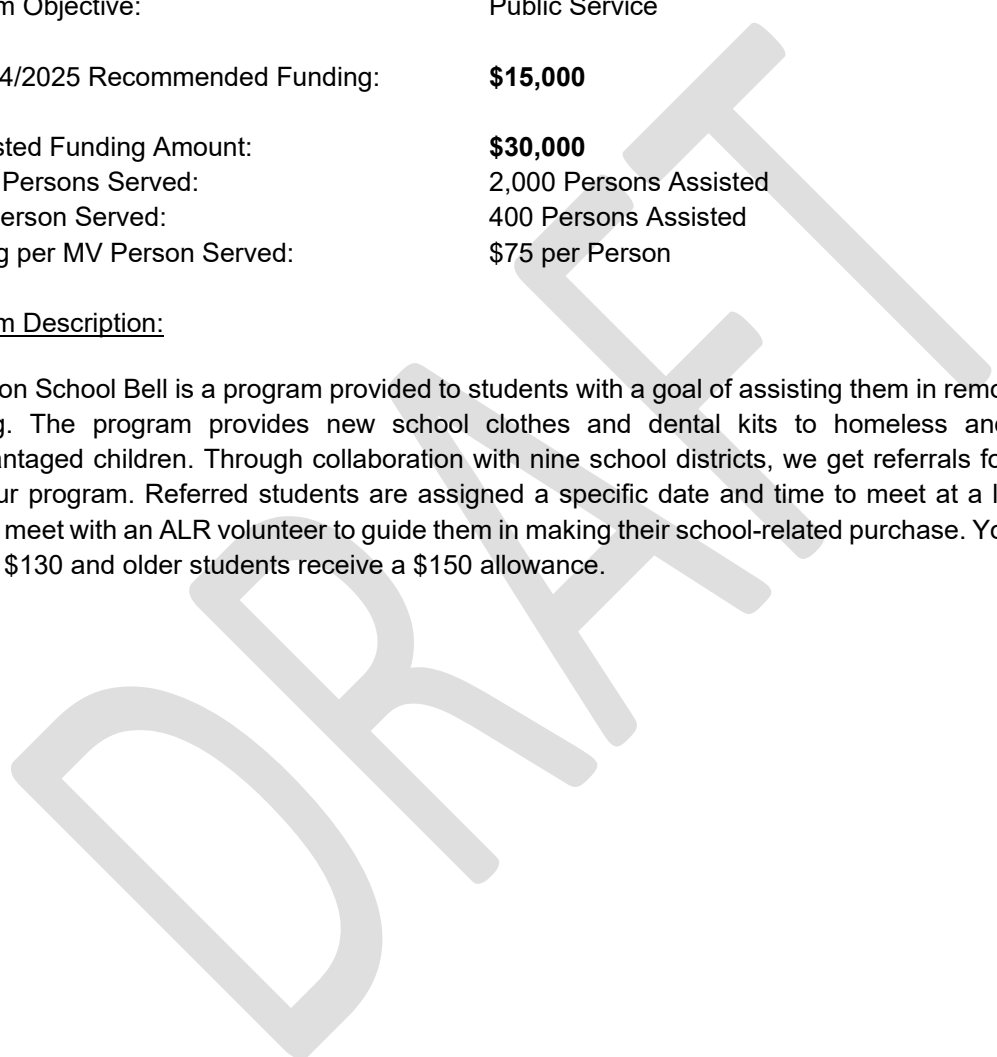 m Objective: Public Service
4/2025 Recommended Funding: $15,000
sted Funding Amount: $30,000
Persons Served: 2,000 Persons Assisted
erson Served: 400 Persons Assisted
g per MV Person Served: $75 per Person
m Description:
on School Bell is a program provided to students with a goal of assisting them in remo
g. The program provides new school clothes and dental kits to homeless and
antaged children. Through collaboration with nine school districts, we get referrals fo
ur program. Referred students are assigned a specific date and time to meet at a l
meet with an ALR volunteer to guide them in making their school-related purchase. Yo
$130 and older students receive a $150 allowance.
DRAFT